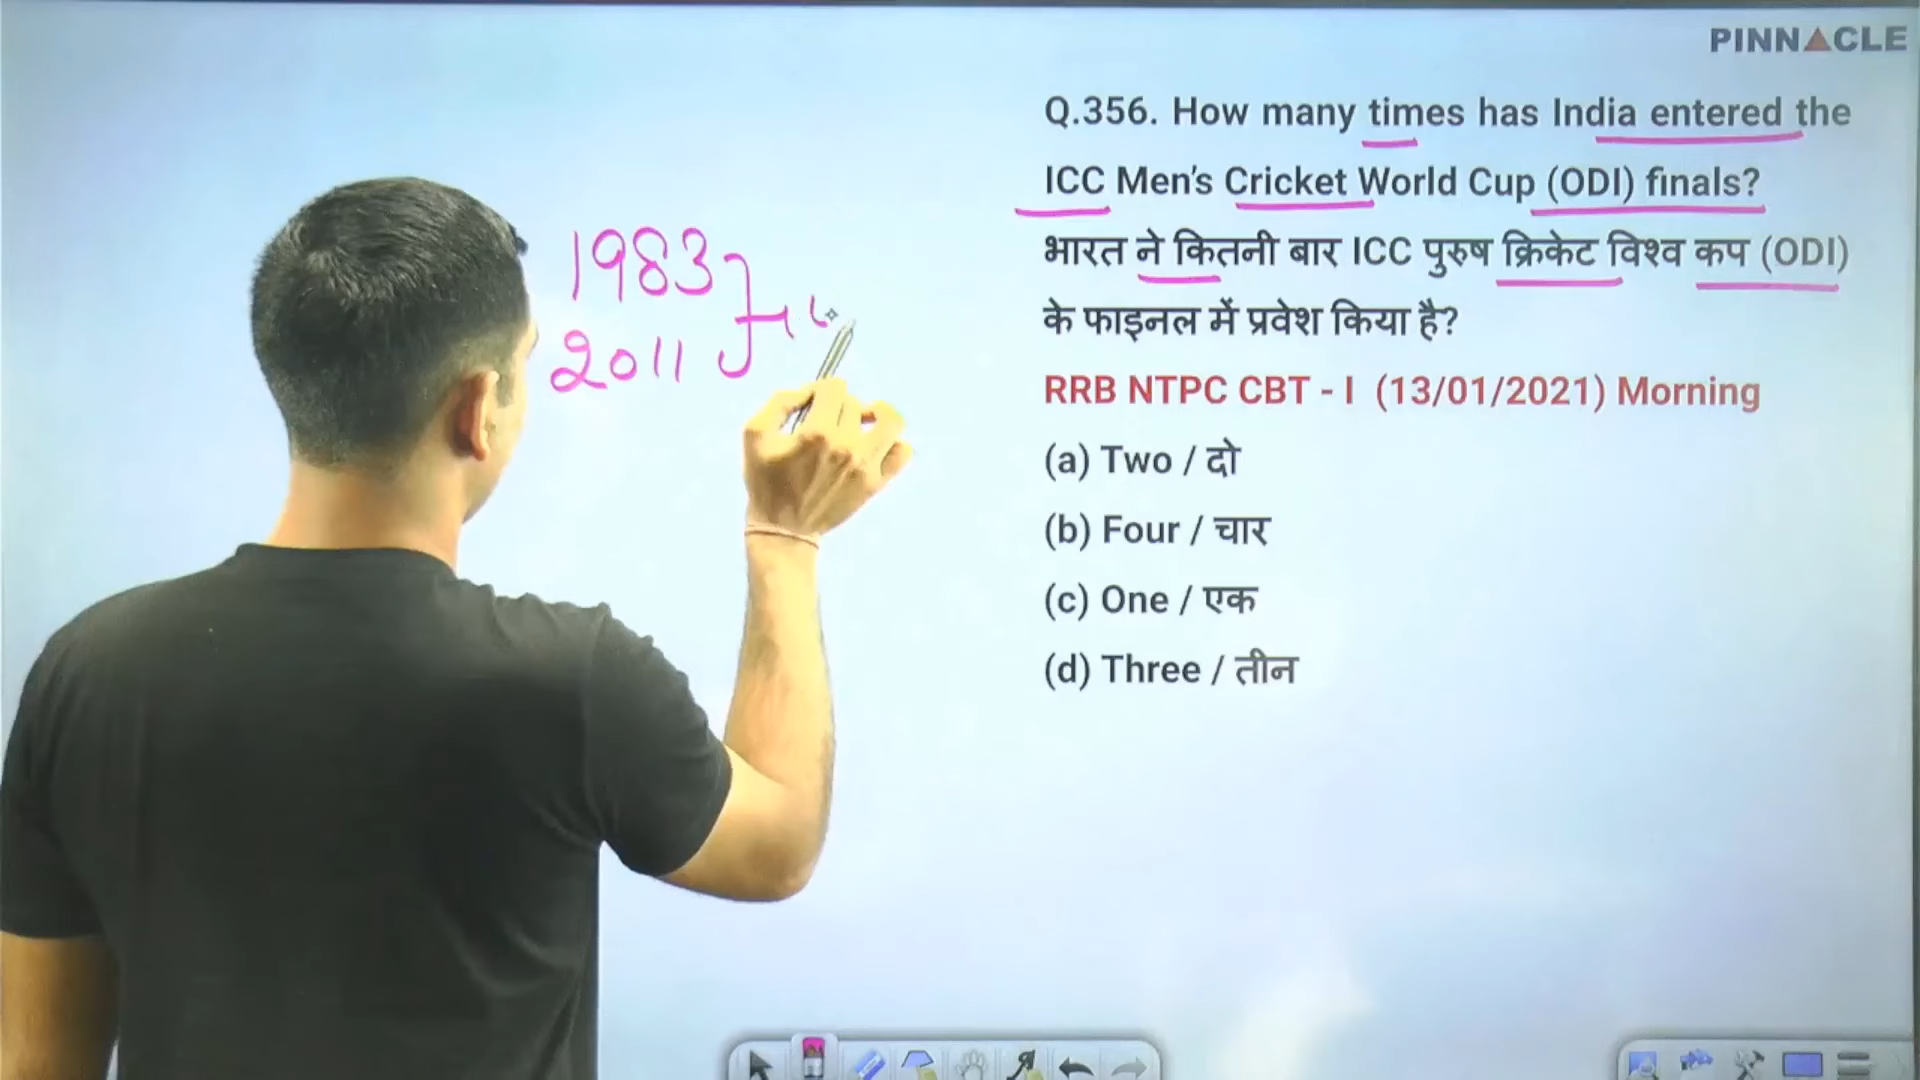 PINNACLE
Q.356. How many times has India entered the
ICC Men's Cricket World Cup (ODI) finals?
भारत ने कितनी बार ICC पुरुष क्रिकेट विश्व कप (ODI)
के फाइनल में प्रवेश किया है?
RRB NTPC CBT - I (13/01/2021) Morning
(a) Two / दो
(b) Four / चार
(c) One / एक
(d) Three / तीन
1983
2011